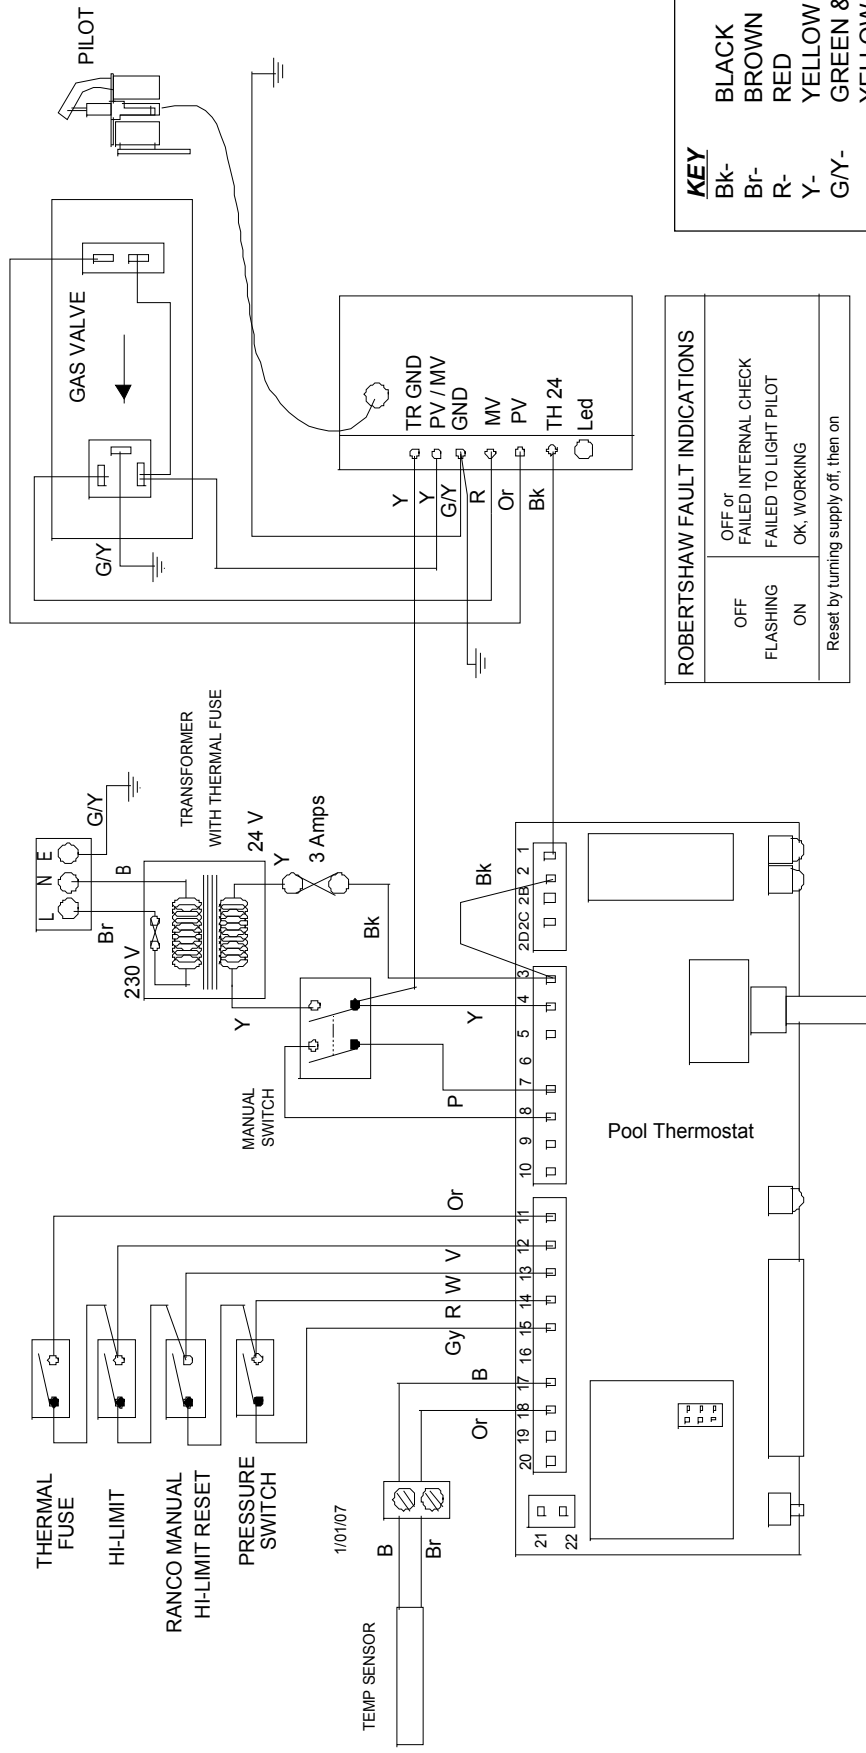 PILOT
GAS VALVE
G/Y
TR GND
PV / MV
GND
MV
PV
TH 24
Led
Y
Y
G/Y
R
Or
Bk
KEY
Bk- BLACK
Br- BROWN
R- RED
Y- YELLOW
G/Y- GREEN &
ROBERTSHAW FAULT INDICATIONS
OFF OFF or
FAILED INTERNAL CHECK
FLASHING FAILED TO LIGHT PILOT
ON OK, WORKING
Reset by turning supply off, then on
L N E
Br
B
G/Y
TRANSFORMER
WITH THERMAL FUSE
230 V
24 V
Y
Y
3 Amps
Bk
Bk
MANUAL
SWITCH
P
Y
THERMAL
FUSE
HI-LIMIT
RANCO MANUAL
HI-LIMIT RESET
PRESSURE
SWITCH
Or
V
W
R
Gy
B
Or
1/01/07
TEMP SENSOR
B
Br
20 19 18 17 16 15 14 13 12 11
10 9 8 7 6 5 4 3
2D 2C 2B 2 1
21
22
Pool Thermostat